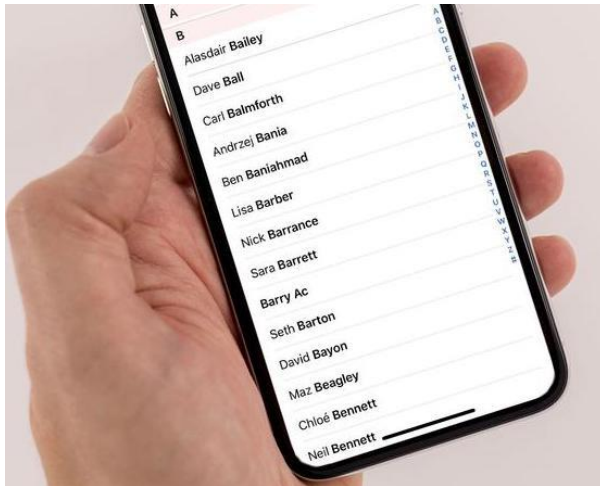 A
B
Alasdair Bailey
Dave Ball
Carl Balmforth
Andrzej Bania
Ben Baniahmad
Lisa Barber
Nick Barrance
Sara Barrett
Barry Ac
Seth Barton
David Bayon
Maz Beagley
Chloé Bennett
Neil Bennett
A
B
C
D
E
F
G
H
I
J
K
L
M
N
O
P
Q
R
S
T
U
V
W
X
Y
Z
#